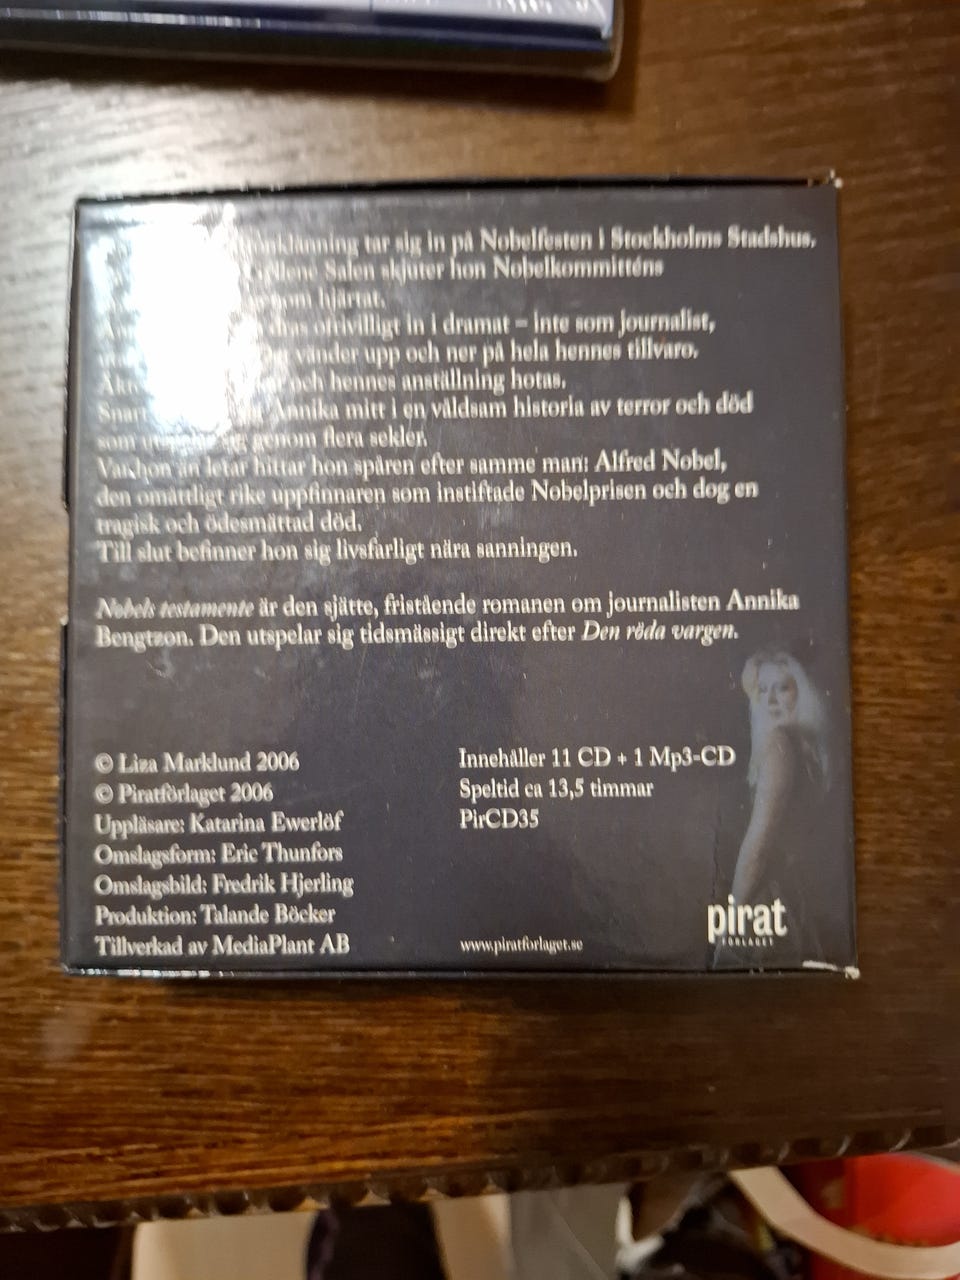 tar sig in på Nobelfesten i Stockholms Stadshus.
Salen skjuter hon Nobelkommitténs
hjärtat.
ofrivilligt in i dramat – inte som journalist,
vänder upp och ner på hela hennes tillvaro.
och hennes anställning hotas.
Snart Annika mitt i en våldsam historia av terror och död
som genom flera sekler.
hon än letar hittar hon spåren efter samme man: Alfred Nobel,
den omättligt rike uppfinnaren som instiftade Nobelprisen och dog en
tragisk och ödesmättad död.
Till slut befinner hon sig livsfarligt nära sanningen.
Nobels testamente är den sjätte, fristående romanen om journalisten Annika
Bengtzon. Den utspelar sig tidsmässigt direkt efter Den röda vargen.
© Liza Marklund 2006
© Piratförlaget 2006
Uppläsare: Katarina Ewerlöf
Omslagsform: Eric Thunfors
Omslagsbild: Fredrik Hjerling
Produktion: Talande Böcker
Tillverkad av MediaPlant AB
Innehåller 11 CD + 1 Mp3-CD
Speltid ca 13,5 timmar
PirCD35
www.piratforlaget.se
pirat
FÖRLAGET